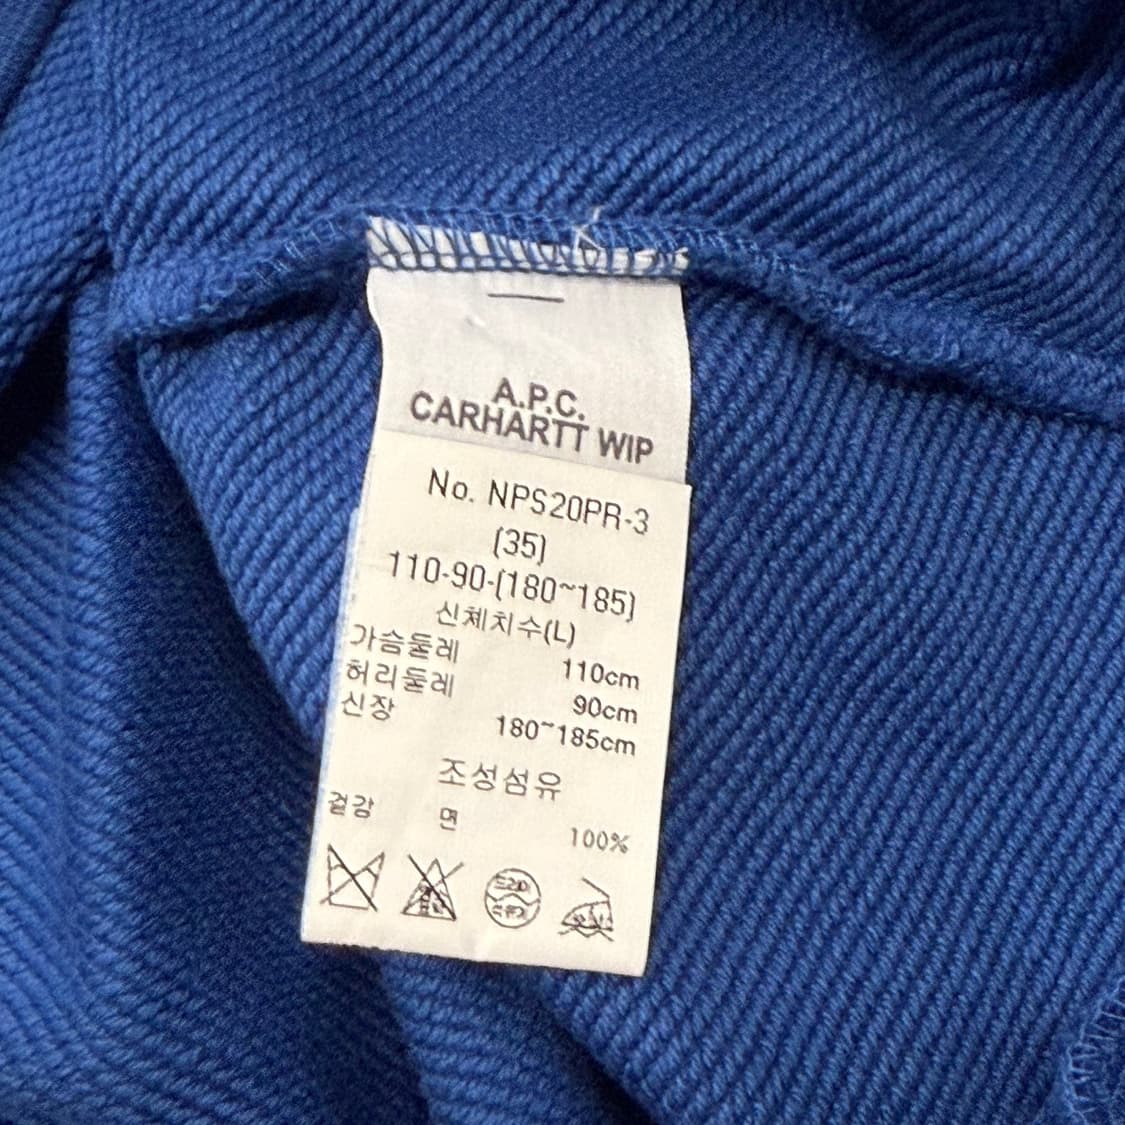 A.P.C.
CARHARTT WIP
No. NPS20PR-3
(35)
110-90-(180~185)
신체치수(L)
가슴둘레 110cm
허리둘레 90cm
신장 180~185cm
조성섬유
겉감 면 100%